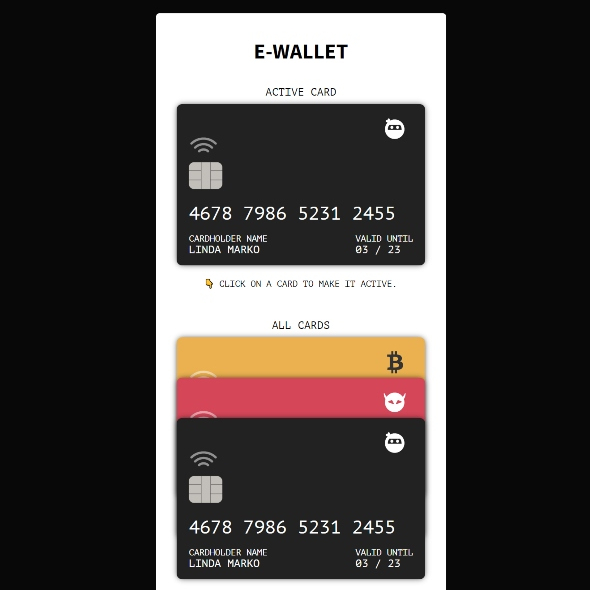 E-WALLET
ACTIVE CARD
4678 7986 5231 2455
CARDHOLDER NAME VALID UNTIL
LINDA MARKO 03 / 23
👇 CLICK ON A CARD TO MAKE IT ACTIVE.
ALL CARDS
4678 7986 5231 2455
CARDHOLDER NAME VALID UNTIL
LINDA MARKO 03 / 23